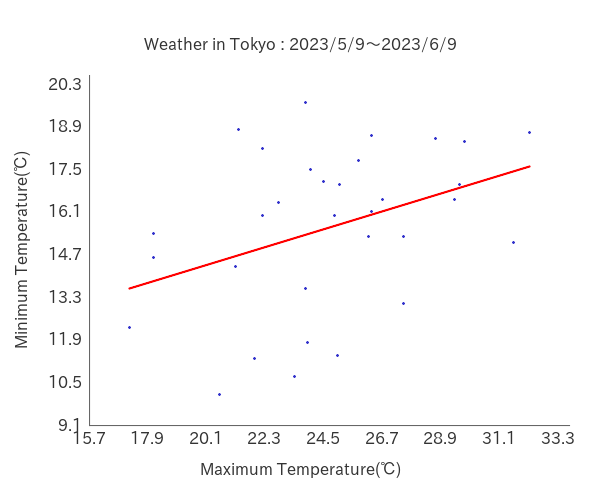 Weather in Tokyo : 2023/5/9～2023/6/9
20.3
18.9
17.5
16.1
14.7
13.3
11.9
10.5
9.1
Minimum Temperature(℃)
15.7 17.9 20.1 22.3 24.5 26.7 28.9 31.1 33.3
Maximum Temperature(℃)